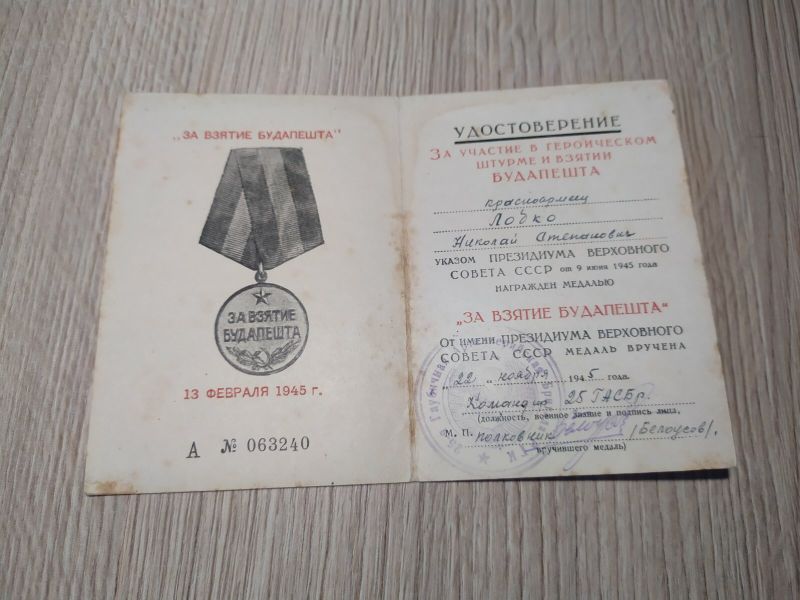 „ЗА ВЗЯТИЕ БУДАПЕШТА“
ЗА ВЗЯТИЕ
БУДАПЕШТА
13 ФЕВРАЛЯ 1945 г.
А № 063240
УДОСТОВЕРЕНИЕ
ЗА УЧАСТИЕ В ГЕРОИЧЕСКОМ
ШТУРМЕ И ВЗЯТИИ
БУДАПЕШТА
красноармеец
Лобко
Николай Степанович
УКАЗОМ ПРЕЗИДИУМА ВЕРХОВНОГО
СОВЕТА СССР от 9 июня 1945 года
НАГРАЖДЕН МЕДАЛЬЮ
„ЗА ВЗЯТИЕ БУДАПЕШТА“
ОТ ИМЕНИ ПРЕЗИДИУМА ВЕРХОВНОГО
СОВЕТА СССР МЕДАЛЬ ВРУЧЕНА
„22“ ноября 1945 года.
Командир 25 ГАСБр.
(должность, военное звание и подпись лица,
М. П. полковник (Белоусов).
вручившего медаль)